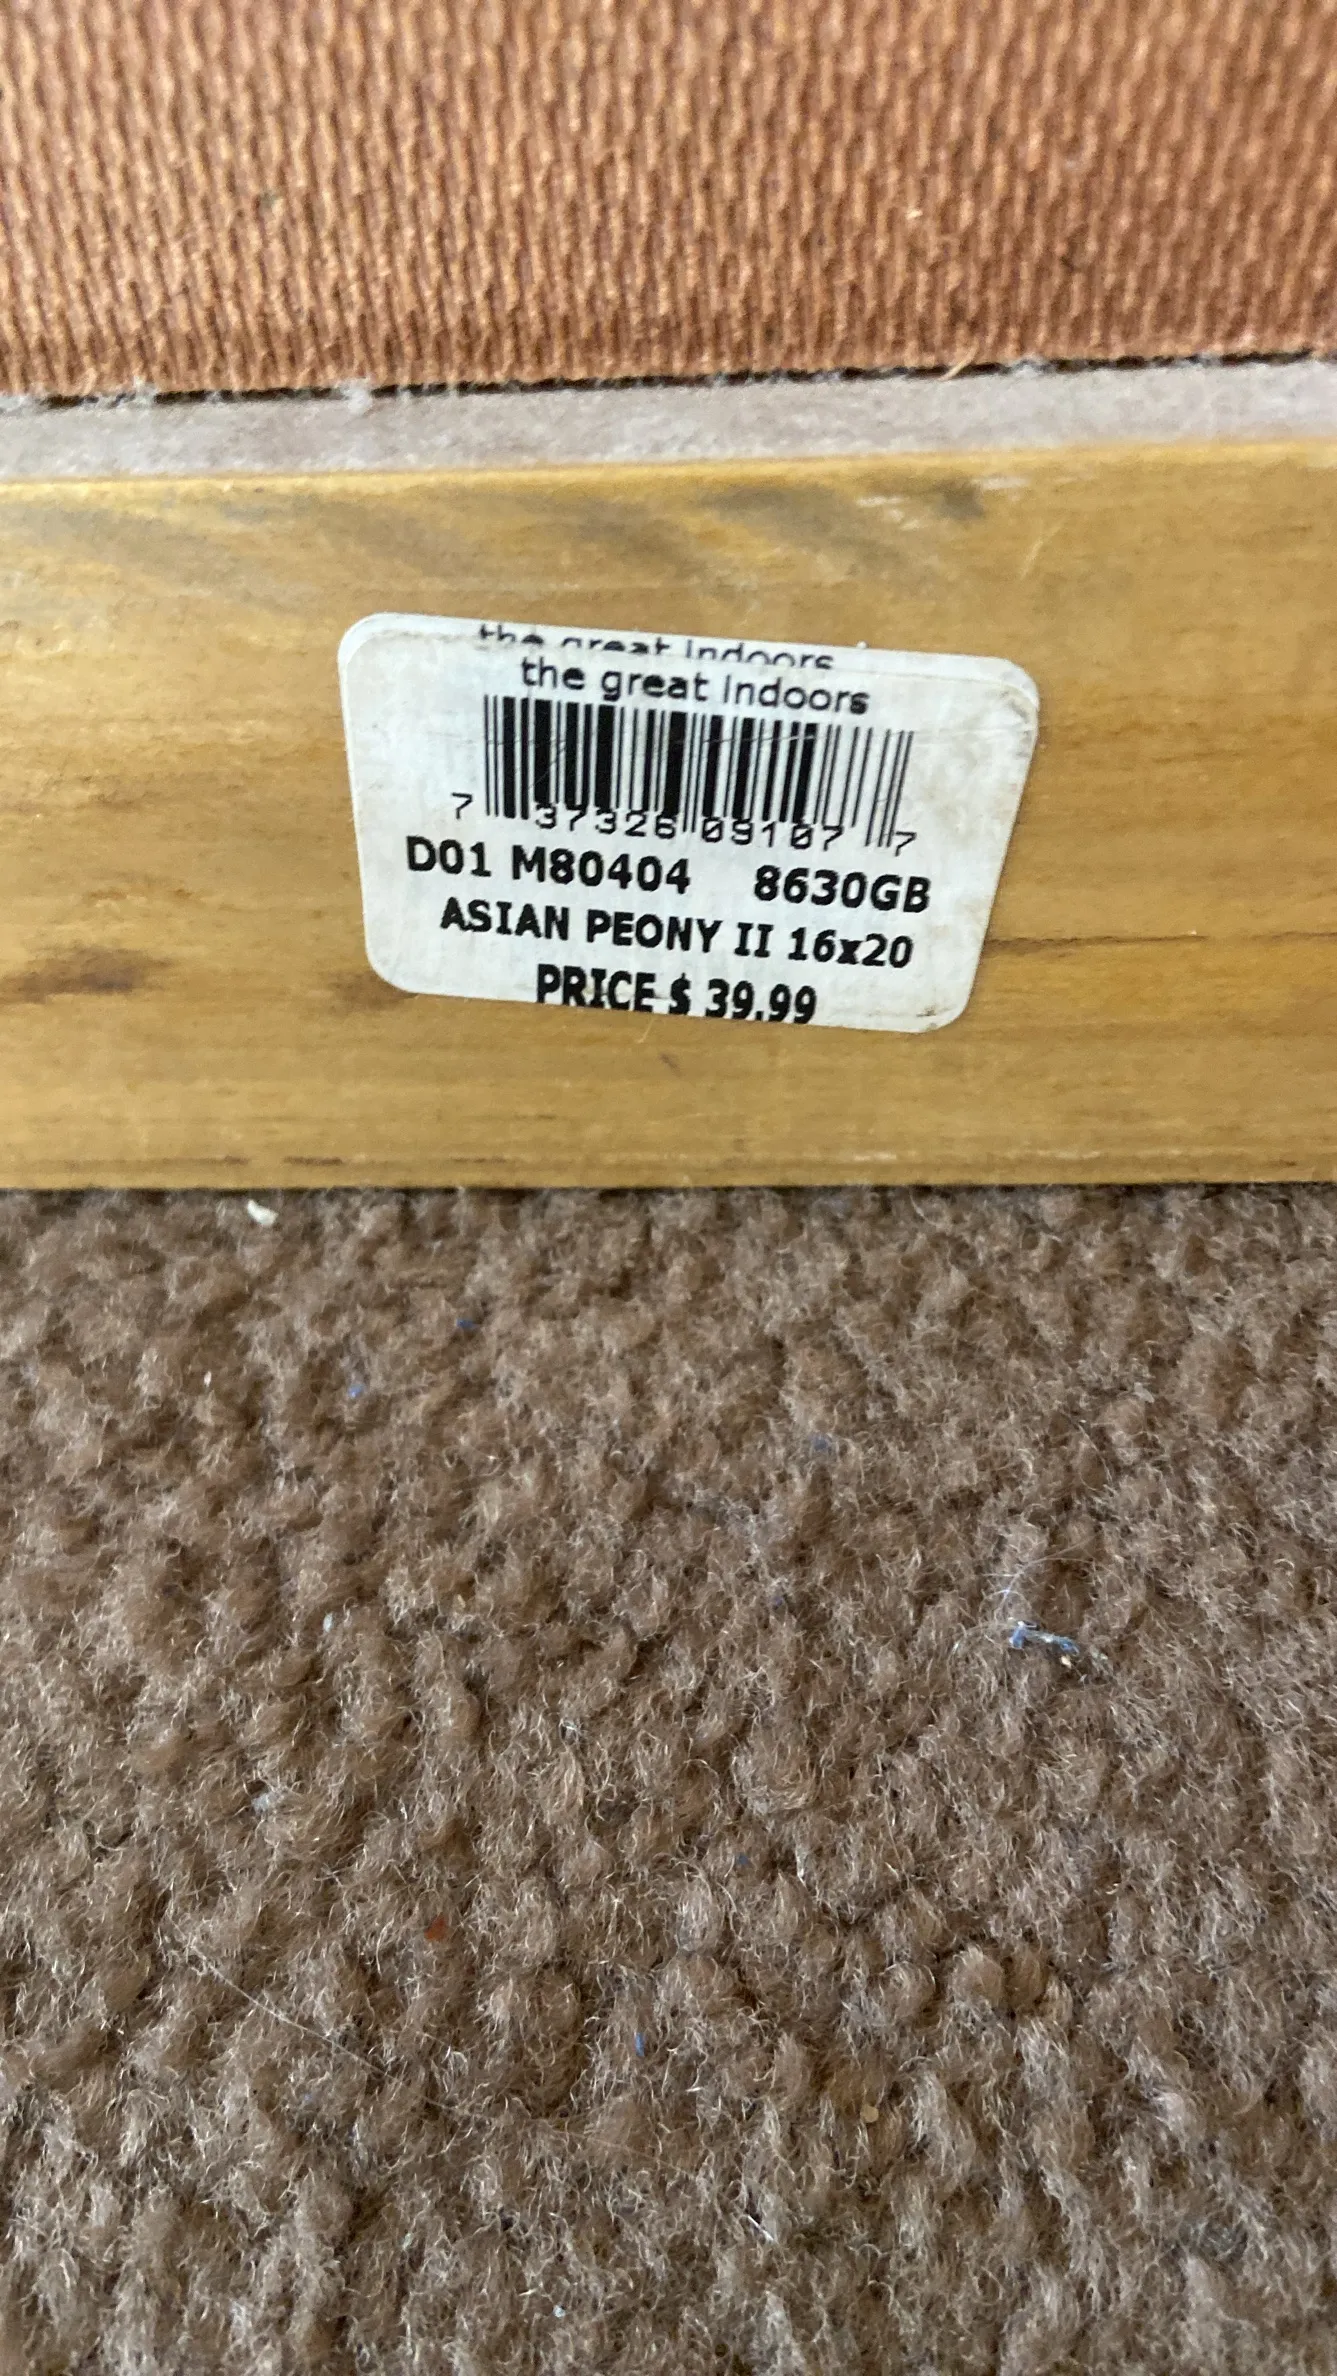 the great indoors
the great indoors
7 37326 09107 7
D01 M80404 8630GB
ASIAN PEONY II 16x20
PRICE $ 39.99